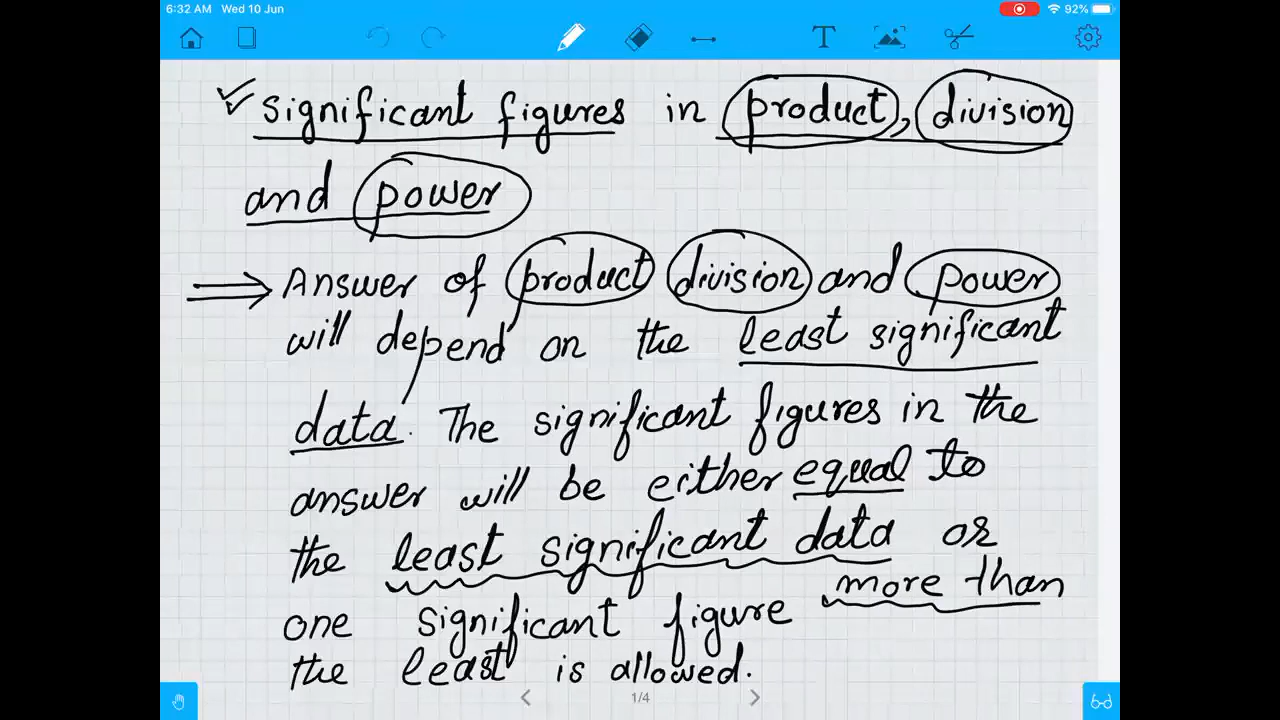 6:32 AM Wed 10 Jun 92%
T
significant figures in product, division
and power
⇒ Answer of product division and power
will depend on the least significant
data. The significant figures in the
answer will be either equal to
the least significant data or
one significant figure more than
the least is allowed.
1/4